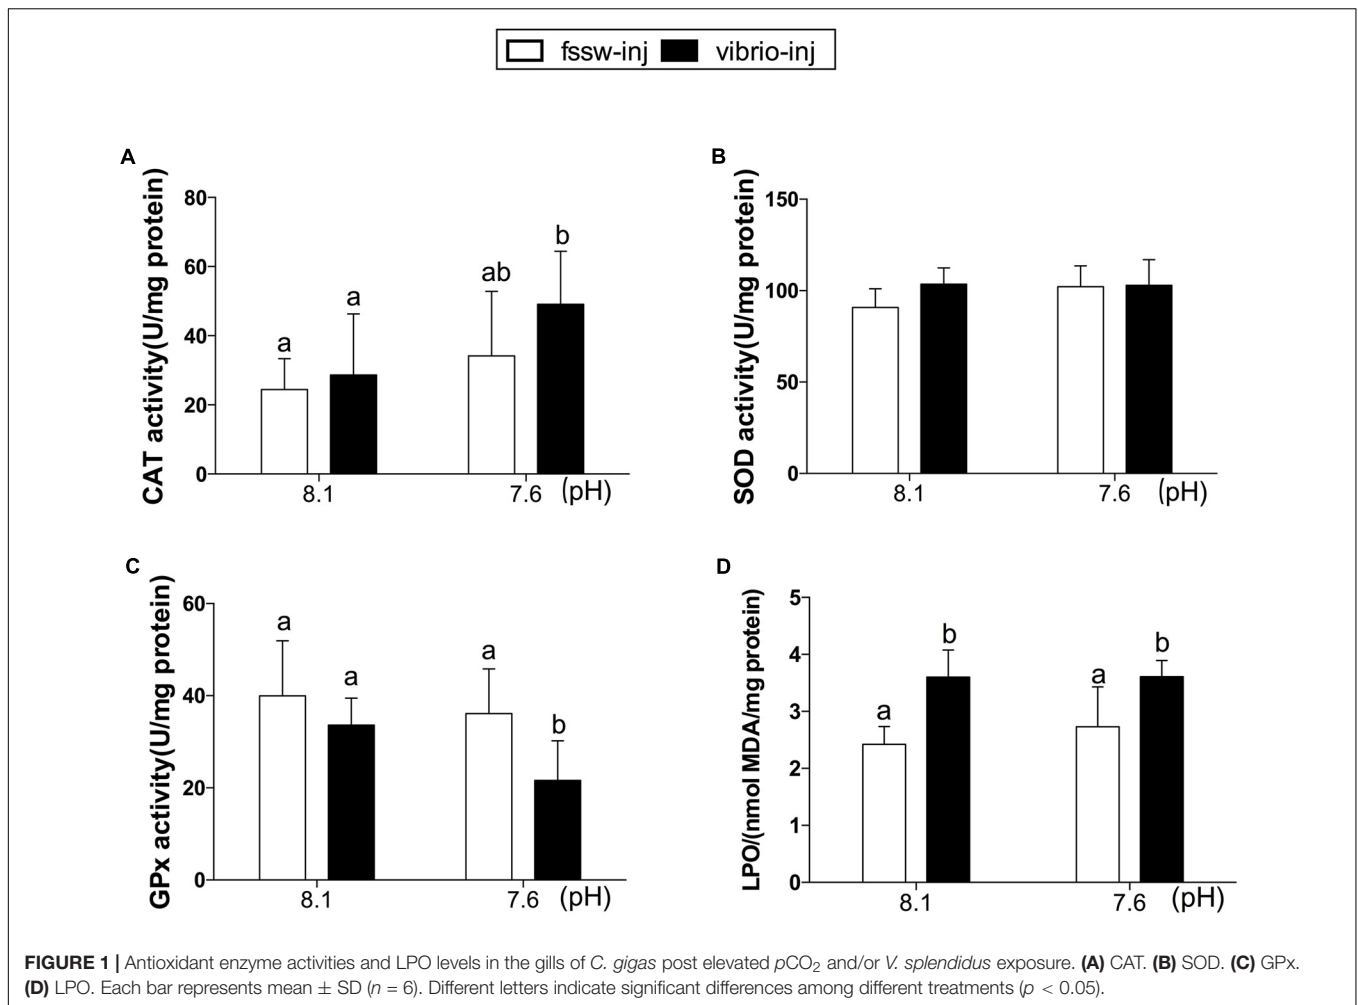 fssw-inj vibrio-inj
A
CAT activity(U/mg protein)
80
60
40
20
0
a
a
ab
b
8.1
7.6
(pH)
B
SOD activity(U/mg protein)
150
100
50
0
8.1
7.6
(pH)
C
GPx activity(U/mg protein)
60
40
20
0
a
a
a
b
8.1
7.6
(pH)
D
LPO/(nmol MDA/mg protein)
5
4
3
2
1
0
a
b
a
b
8.1
7.6
(pH)
FIGURE 1 | Antioxidant enzyme activities and LPO levels in the gills of C. gigas post elevated pCO₂ and/or V. splendidus exposure. (A) CAT. (B) SOD. (C) GPx.
(D) LPO. Each bar represents mean ± SD (n = 6). Different letters indicate significant differences among different treatments (p < 0.05).